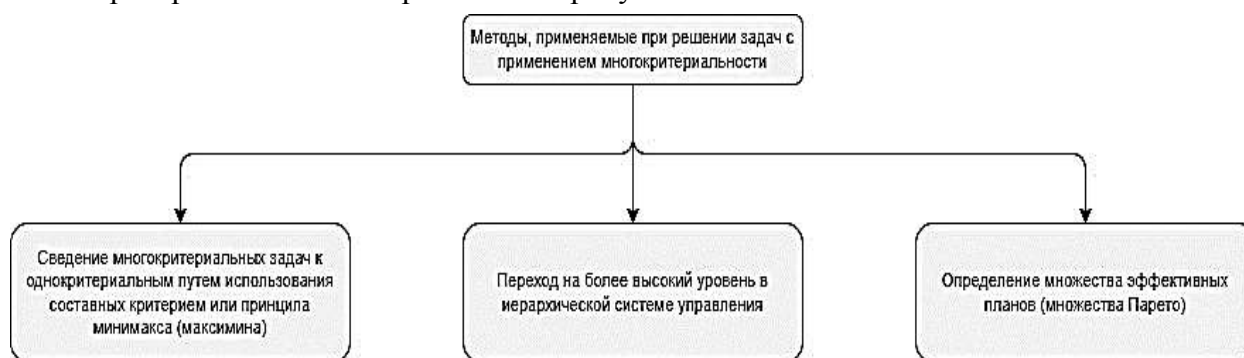 Методы, применяемые при решении задач с
применением многокритериальности
Сведение многокритериальных задач к
однокритериальным путем использования
составных критерием или принципа
минимакса (максимина)
Переход на более высокий уровень в
иерархической системе управления
Определение множества эффективных
планов (множества Парето)